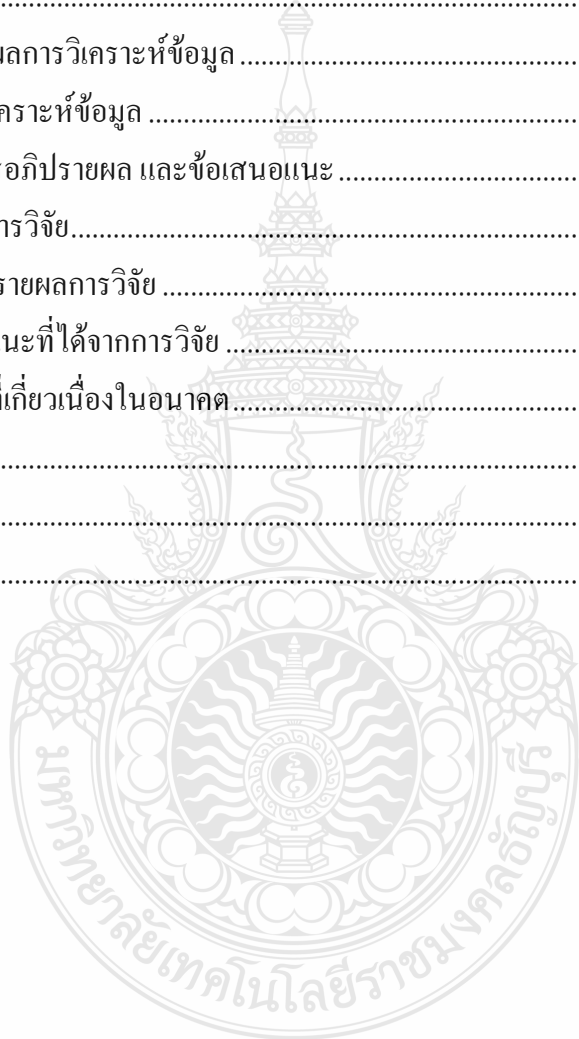 ................................................................
ผลการวิเคราะห์ข้อมูล................................................
เคราะห์ข้อมูล................................................................
รอภิปรายผล และข้อเสนอแนะ................................
การวิจัย................................................................
รายผลการวิจัย................................................
นะที่ได้จากการวิจัย................................................
ที่เกี่ยวเนื่องในอนาคต................................................
................................................................
................................................................
................................................................
มหาวิทยาลัยเทคโนโลยีราชมงคลธัญบุรี